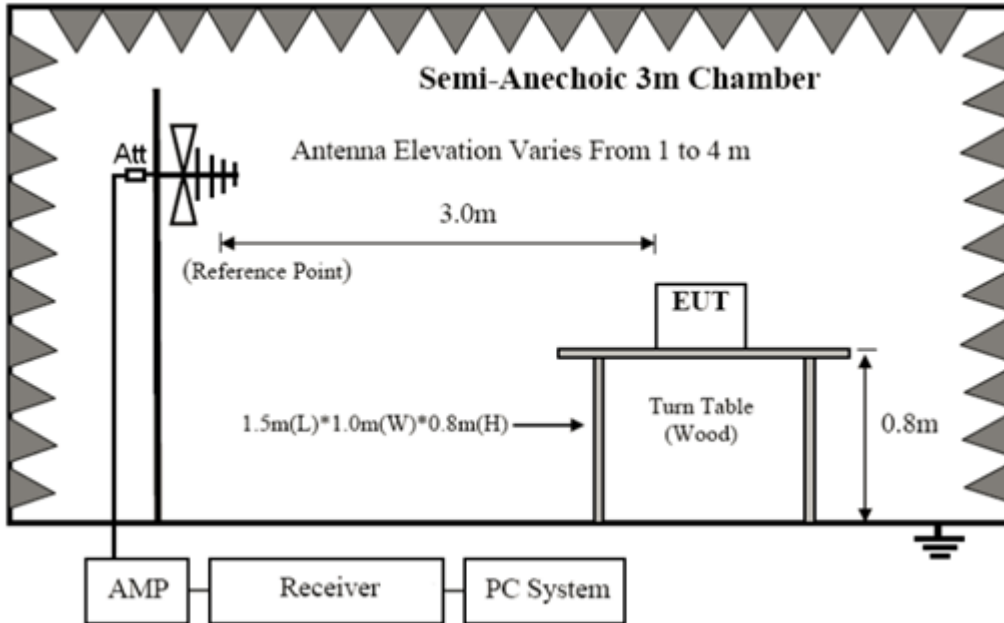 Semi-Anechoic 3m Chamber
Att
Antenna Elevation Varies From 1 to 4 m
3.0m
(Reference Point)
EUT
1.5m(L)*1.0m(W)*0.8m(H)
Turn Table
(Wood)
0.8m
AMP
Receiver
PC System